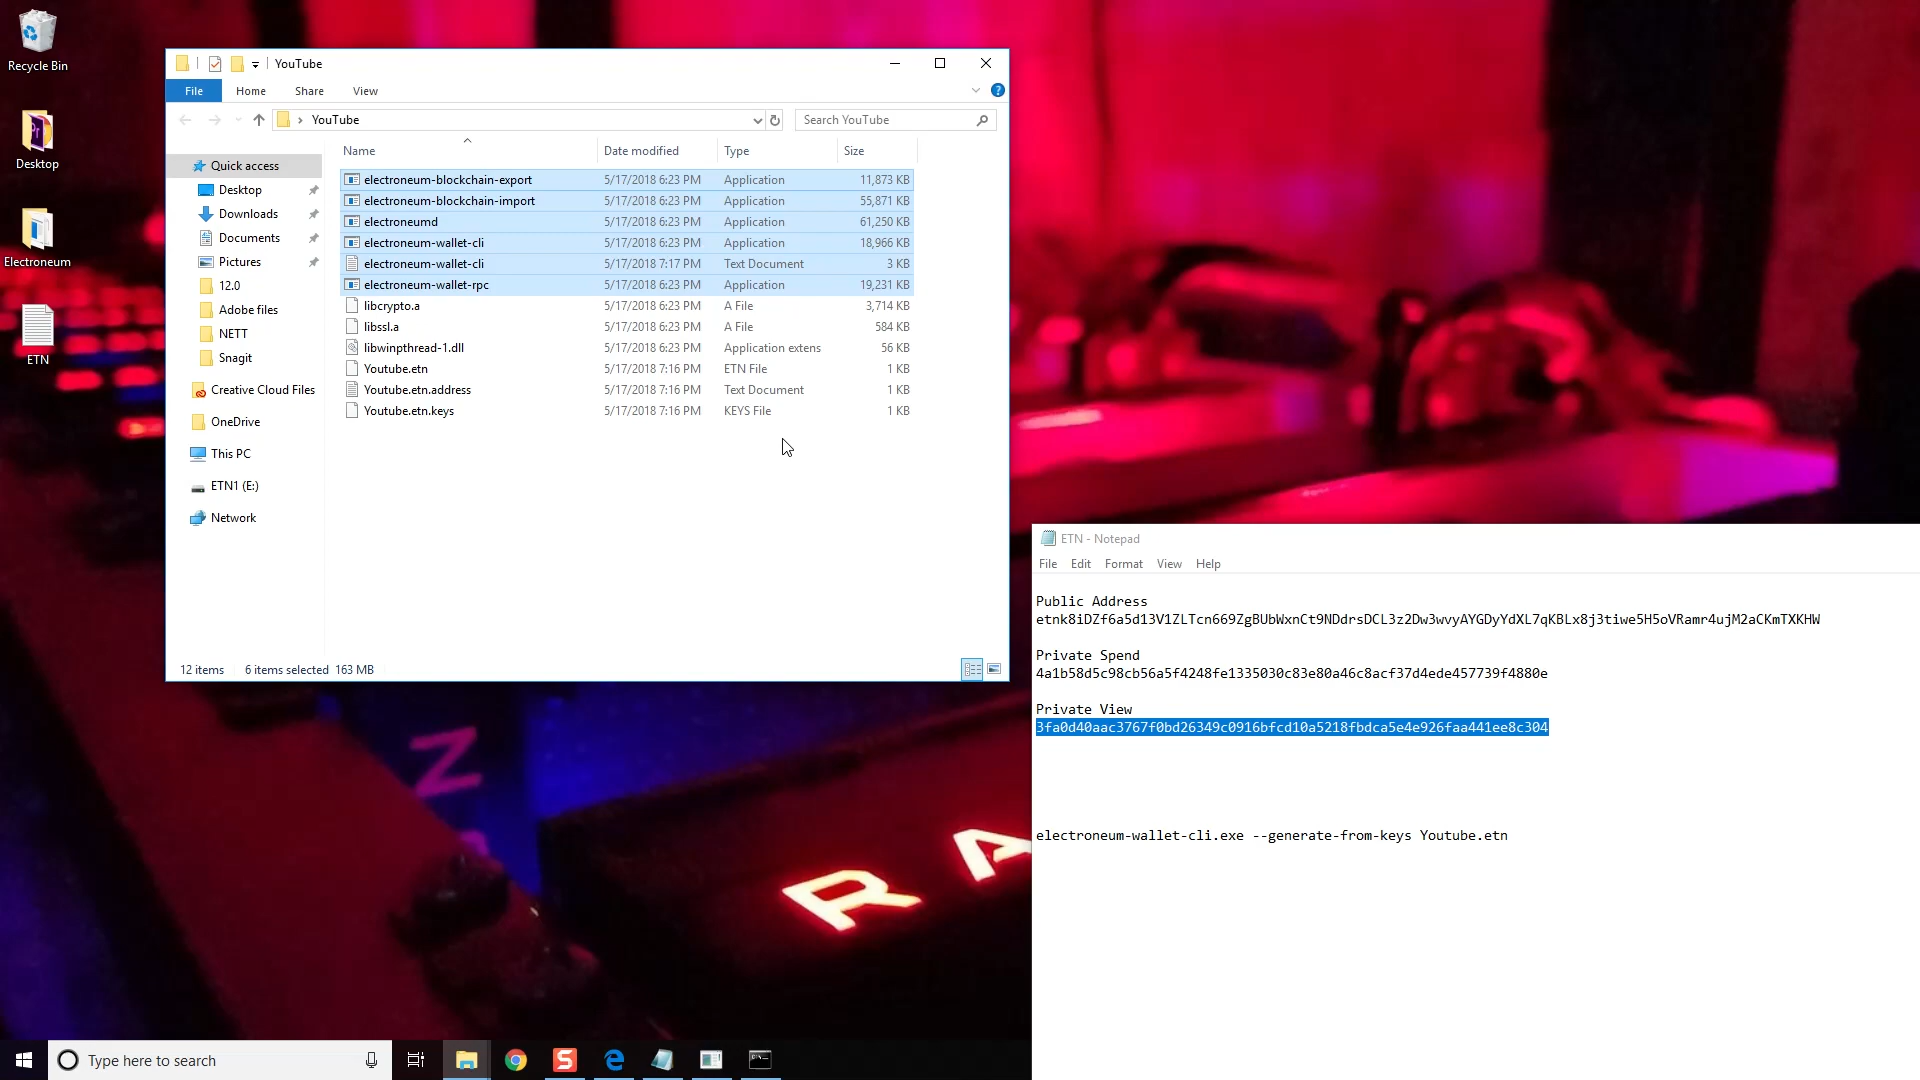 Recycle Bin
Desktop
Electroneum
ETN
YouTube
File Home Share View
YouTube
Search YouTube
Name Date modified Type Size
Quick access
Desktop
Downloads
Documents
Pictures
12.0
Adobe files
NETT
Snagit
Creative Cloud Files
OneDrive
This PC
ETN1 (E:)
Network
electroneum-blockchain-export 5/17/2018 6:23 PM Application 11,873 KB
electroneum-blockchain-import 5/17/2018 6:23 PM Application 55,871 KB
electroneumd 5/17/2018 6:23 PM Application 61,250 KB
electroneum-wallet-cli 5/17/2018 6:23 PM Application 18,966 KB
electroneum-wallet-cli 5/17/2018 7:17 PM Text Document 3 KB
electroneum-wallet-rpc 5/17/2018 6:23 PM Application 19,231 KB
libcrypto.a 5/17/2018 6:23 PM A File 3,714 KB
libssl.a 5/17/2018 6:23 PM A File 584 KB
libwinpthread-1.dll 5/17/2018 6:23 PM Application extens 56 KB
Youtube.etn 5/17/2018 7:16 PM ETN File 1 KB
Youtube.etn.address 5/17/2018 7:16 PM Text Document 1 KB
Youtube.etn.keys 5/17/2018 7:16 PM KEYS File 1 KB
12 items 6 items selected 163 MB
ETN - Notepad
File Edit Format View Help
Public Address
etnk8iDZf6a5d13V1ZLTcn669ZgBUbWxnCt9NDdrsDCL3z2Dw3wvyAYGDyYdXL7qKBLx8j3tiwe5H5oVRamr4ujM2aCKmTXKHW
Private Spend
4a1b58d5c98cb56a5f4248fe1335030c83e80a46c8acf37d4ede457739f4880e
Private View
3fa0d40aac3767f0bd26349c0916bfcd10a5218fbdca5e4e926faa441ee8c304
electroneum-wallet-cli.exe --generate-from-keys Youtube.etn
N
R A
Type here to search